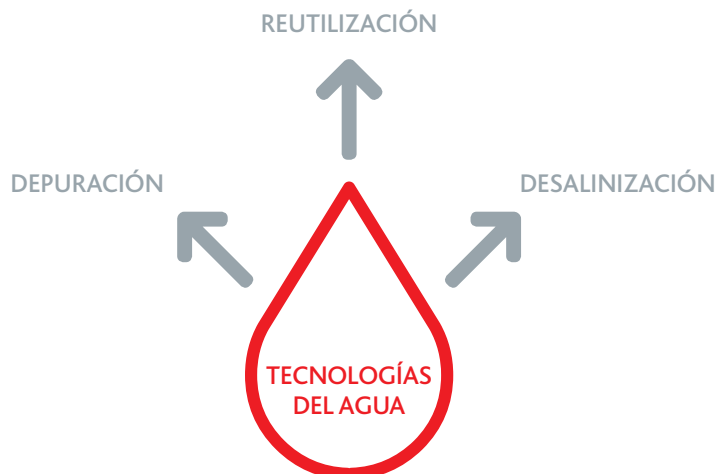 REUTILIZACIÓN
DEPURACIÓN
DESALINIZACIÓN
TECNOLOGÍAS
DEL AGUA